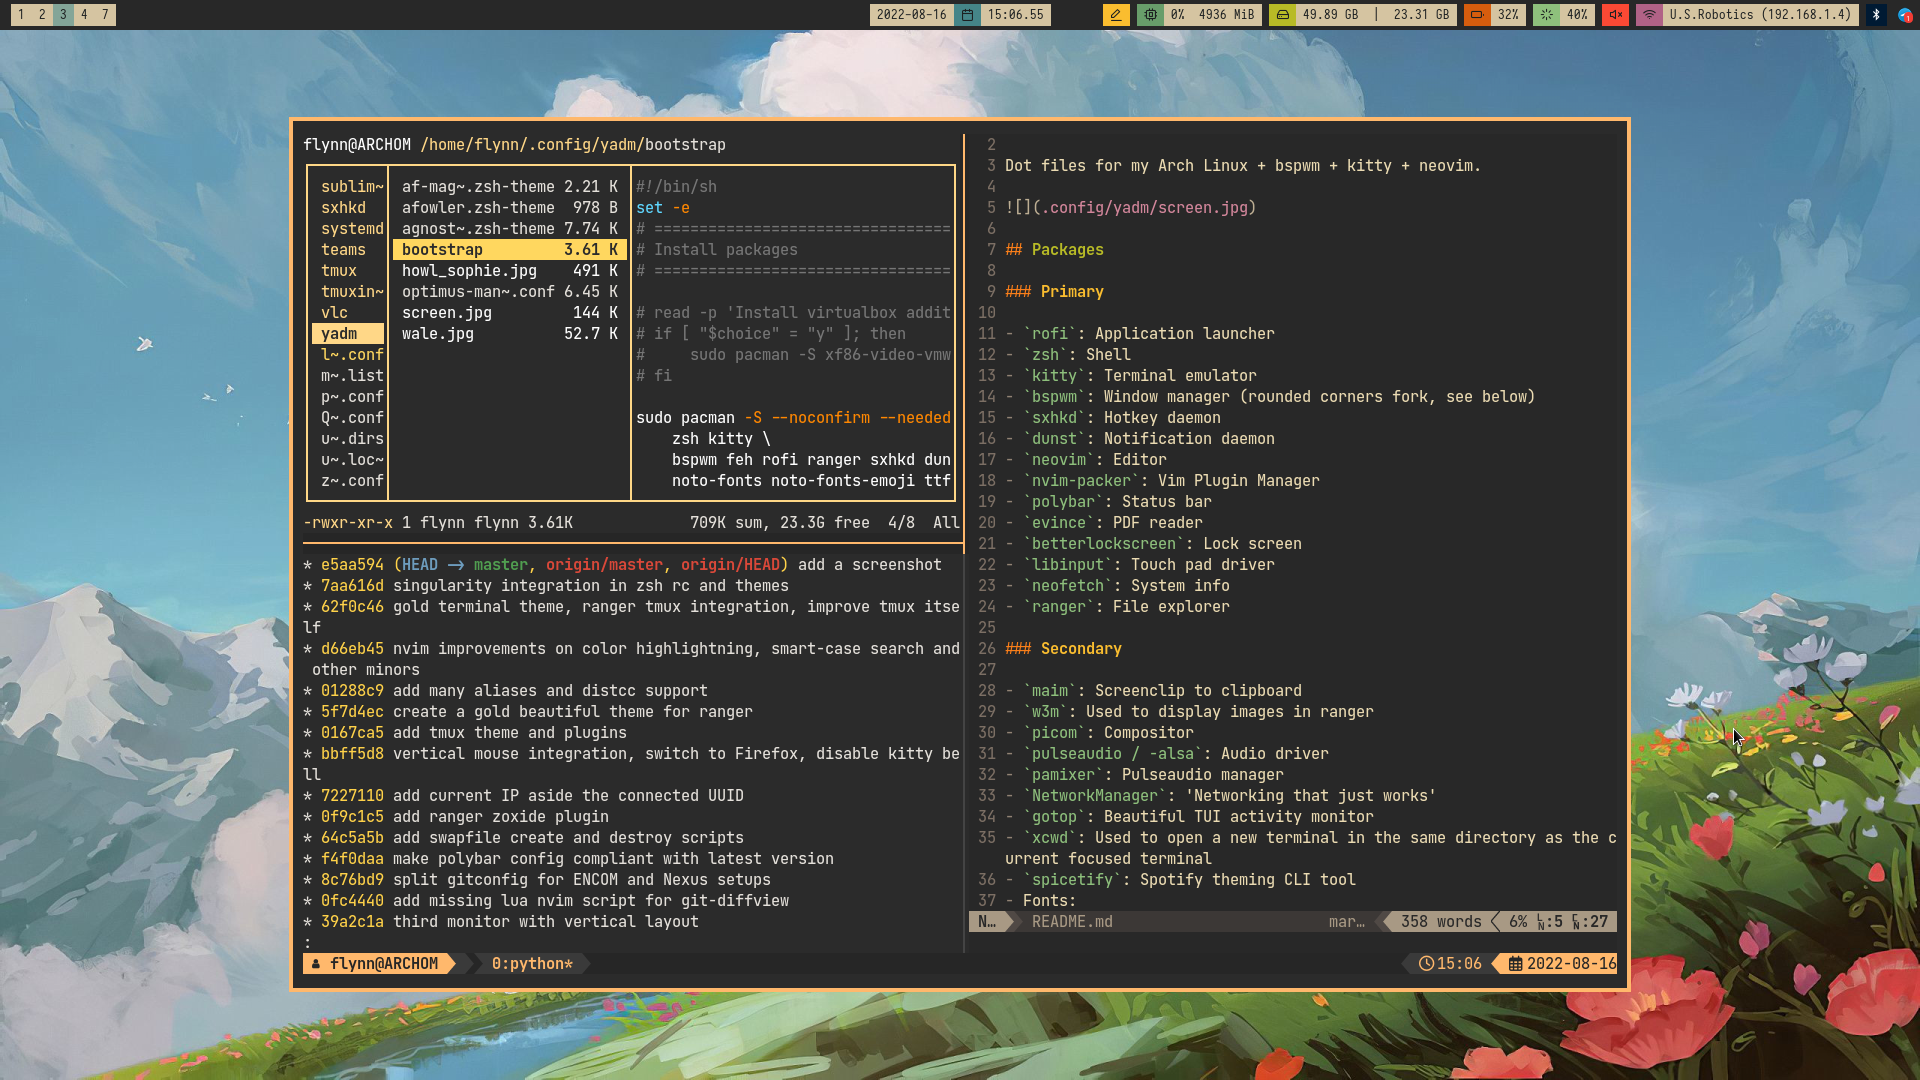 1 2 3 4 7
2022-08-16 15:06.55
0% 4936 MiB 49.89 GB | 23.31 GB 32% 40% U.S.Robotics (192.168.1.4) 1
flynn@ARCHOM /home/flynn/.config/yadm/bootstrap
sublim~
sxhkd
systemd
teams
tmux
tmuxin~
vlc
yadm
l~.conf
m~.list
p~.conf
Q~.conf
u~.dirs
u~.loc~
z~.conf
af-mag~.zsh-theme 2.21 K
afowler.zsh-theme 978 B
agnost~.zsh-theme 7.74 K
bootstrap 3.61 K
howl_sophie.jpg 491 K
optimus-man~.conf 6.45 K
screen.jpg 144 K
wale.jpg 52.7 K
#!/bin/sh
set -e
# =================================
# Install packages
# =================================
# read -p 'Install virtualbox addit
# if [ "$choice" = "y" ]; then
#     sudo pacman -S xf86-video-vmw
# fi
sudo pacman -S --noconfirm --needed
zsh kitty \
bspwm feh rofi ranger sxhkd dun
noto-fonts noto-fonts-emoji ttf
-rwxr-xr-x 1 flynn flynn 3.61K 709K sum, 23.3G free 4/8 All
* e5aa594 (HEAD -> master, origin/master, origin/HEAD) add a screenshot
* 7aa616d singularity integration in zsh rc and themes
* 62f0c46 gold terminal theme, ranger tmux integration, improve tmux itse
lf
* d66eb45 nvim improvements on color highlightning, smart-case search and
other minors
* 01288c9 add many aliases and distcc support
* 5f7d4ec create a gold beautiful theme for ranger
* 0167ca5 add tmux theme and plugins
* bbff5d8 vertical mouse integration, switch to Firefox, disable kitty be
ll
* 7227110 add current IP aside the connected UUID
* 0f9c1c5 add ranger zoxide plugin
* 64c5a5b add swapfile create and destroy scripts
* f4f0daa make polybar config compliant with latest version
* 8c76bd9 split gitconfig for ENCOM and Nexus setups
* 0fc4440 add missing lua nvim script for git-diffview
* 39a2c1a third monitor with vertical layout
:
2
3 Dot files for my Arch Linux + bspwm + kitty + neovim.
4
5 ![](.config/yadm/screen.jpg)
6
7 ## Packages
8
9 ### Primary
10
11 - `rofi`: Application launcher
12 - `zsh`: Shell
13 - `kitty`: Terminal emulator
14 - `bspwm`: Window manager (rounded corners fork, see below)
15 - `sxhkd`: Hotkey daemon
16 - `dunst`: Notification daemon
17 - `neovim`: Editor
18 - `nvim-packer`: Vim Plugin Manager
19 - `polybar`: Status bar
20 - `evince`: PDF reader
21 - `betterlockscreen`: Lock screen
22 - `libinput`: Touch pad driver
23 - `neofetch`: System info
24 - `ranger`: File explorer
25
26 ### Secondary
27
28 - `maim`: Screenclip to clipboard
29 - `w3m`: Used to display images in ranger
30 - `picom`: Compositor
31 - `pulseaudio / -alsa`: Audio driver
32 - `pamixer`: Pulseaudio manager
33 - `NetworkManager`: 'Networking that just works'
34 - `gotop`: Beautiful TUI activity monitor
35 - `xcwd`: Used to open a new terminal in the same directory as the c
urrent focused terminal
36 - `spicetify`: Spotify theming CLI tool
37 - Fonts:
N… README.md mar… 358 words 6% LN:5 CN:27
flynn@ARCHOM 0:python* 15:06 2022-08-16